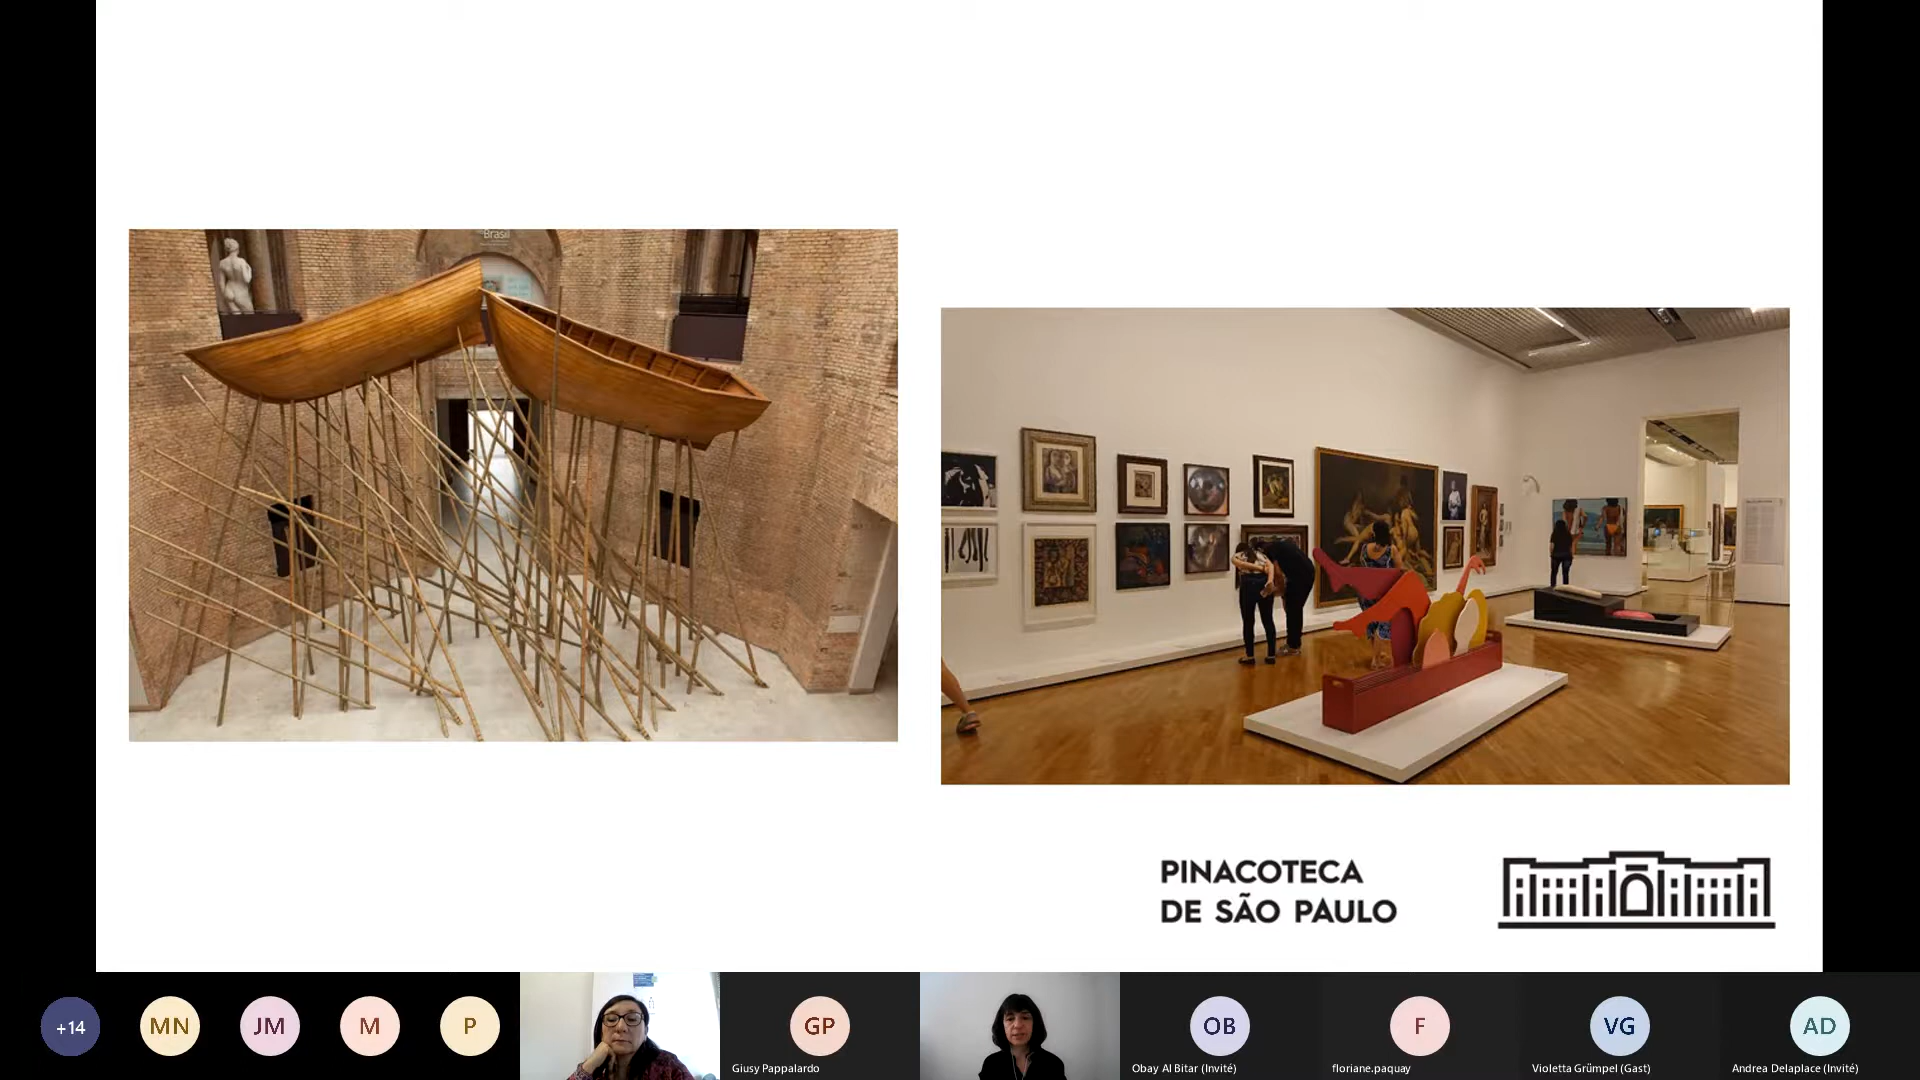 Brasil
PINACOTECA
DE SÃO PAULO
+14
MN
JM
M
P
GP
Giusy Pappalardo
OB
Obay Al Bitar (Invité)
F
floriane.paquay
VG
Violetta Grümpel (Gast)
AD
Andrea Delaplace (Invité)